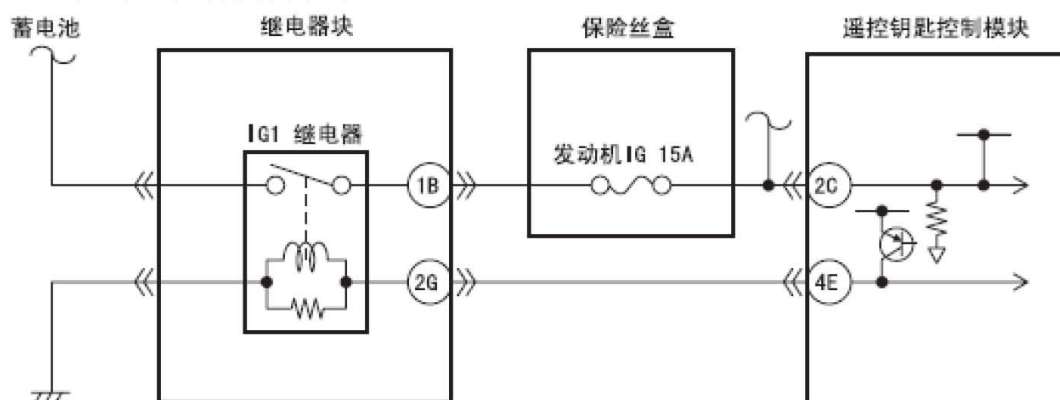 蓄电池
继电器块
保险丝盒
遥控钥匙控制模块
IG1 继电器
发动机IG 15A
1B
2C
2G
4E